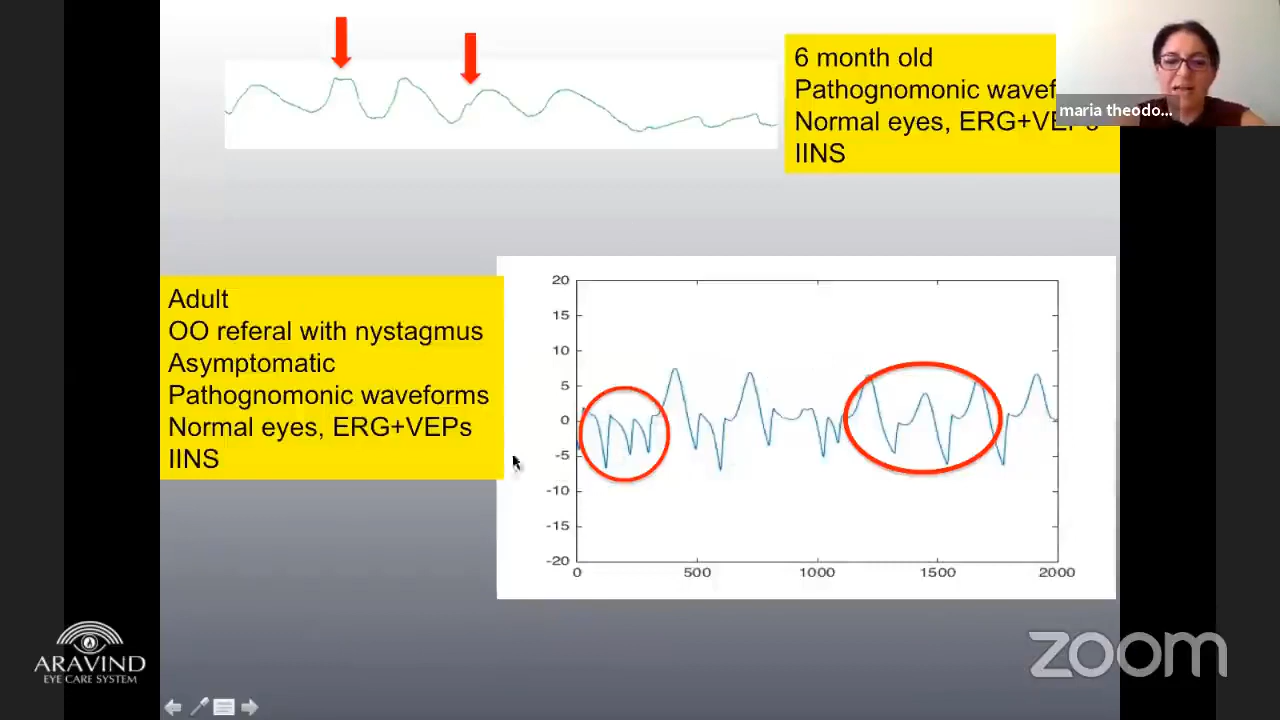 6 month old
Pathognomonic wavef
maria theodo...
Normal eyes, ERG+VEPs
IINS
Adult
OO referal with nystagmus
Asymptomatic
Pathognomonic waveforms
Normal eyes, ERG+VEPs
IINS
20
15
10
5
0
-5
-10
-15
-20
0 500 1000 1500 2000
ARAVIND
EYE CARE SYSTEM
zoom